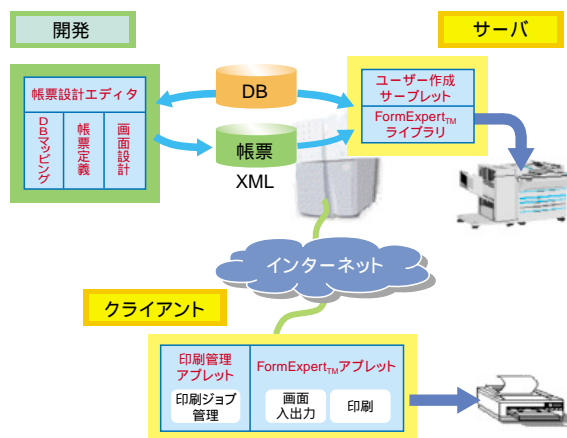 開発
サーバ
帳票設計エディタ
DBマッピング
帳票定義
画面設計
DB
帳票
XML
ユーザー作成
サーブレット
FormExpertTM
ライブラリ
インターネット
クライアント
印刷管理
アプレット
印刷ジョブ
管理
FormExpertTMアプレット
画面
入出力
印刷